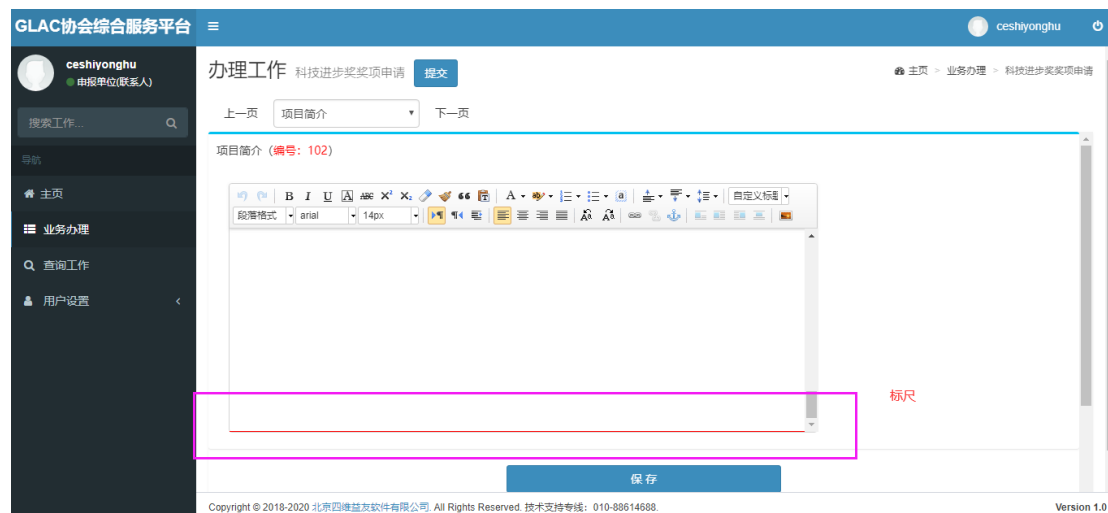 GLAC协会综合服务平台
ceshiyonghu
ceshiyonghu
申报单位(联系人)
办理工作 科技进步奖奖项申请 提交
主页 > 业务办理 > 科技进步奖奖项申请
搜索工作...
上一页 项目简介 下一页
导航
项目简介（编号：102）
主页
业务办理
查询工作
用户设置
B I U A ABC X² X₂ 66 A a 自定义标题
段落格式 arial 14px
标尺
保 存
Copyright © 2018-2020 北京四维益友软件有限公司. All Rights Reserved. 技术支持专线：010-88614688.
Version 1.0